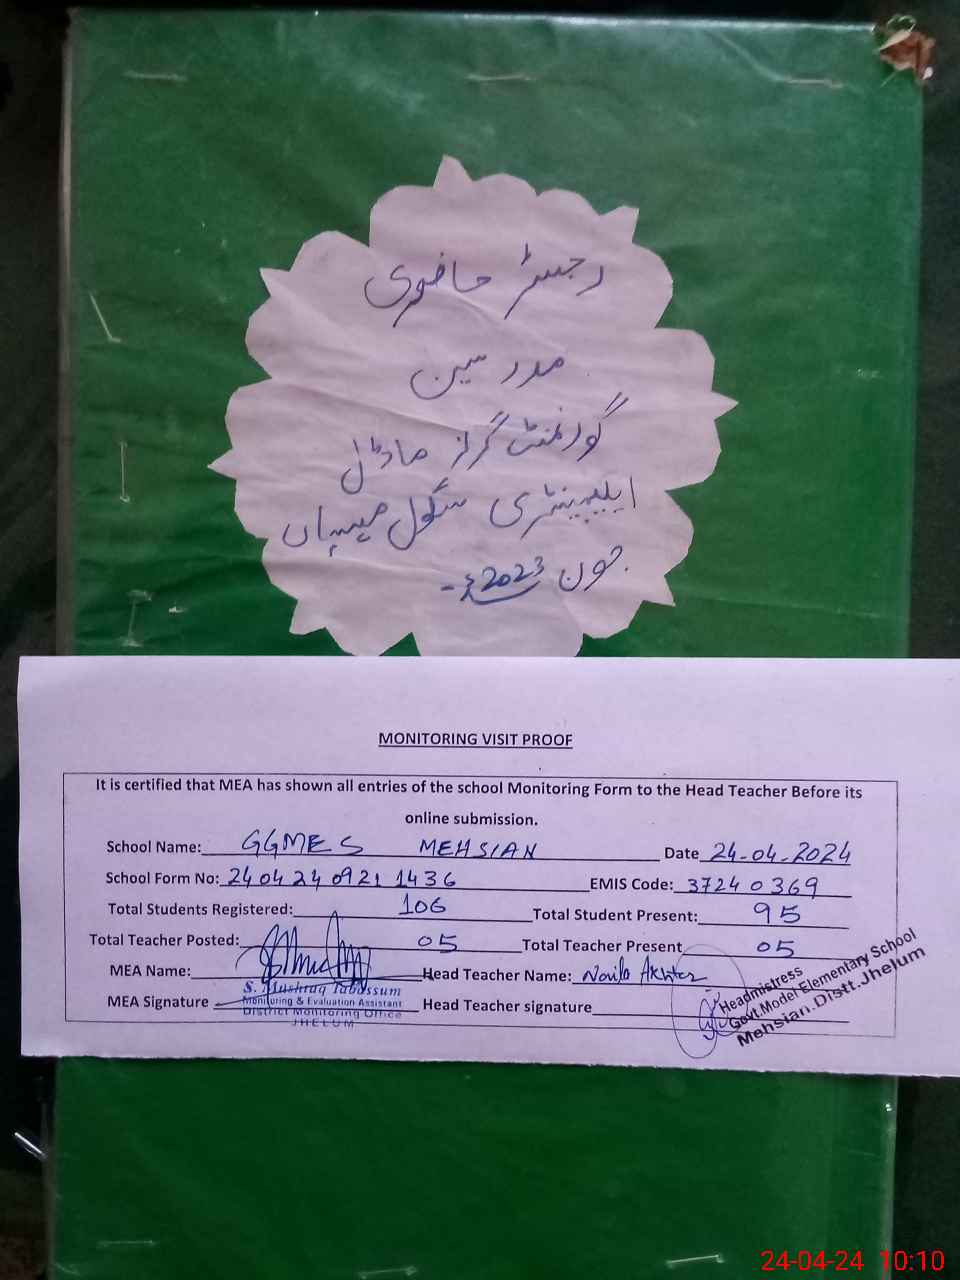 رجسٹر حاضری
مدرسین
گورنمنٹ گرلز ماڈل
ایلیمینٹری سکول میسیاں
جون 2023ء
MONITORING VISIT PROOF
It is certified that MEA has shown all entries of the school Monitoring Form to the Head Teacher Before its
online submission.
School Name: GGMES MEHSIAN Date 24-04-2024
School Form No: 2404240921 1436 EMIS Code: 37240369
Total Students Registered: 106 Total Student Present: 95
Total Teacher Posted: 05 Total Teacher Present 05
MEA Name: Head Teacher Name: Naila Akhter
S. Mushtaq Tabassum
Monitoring & Evaluation Assistant
District Monitoring Office
JHELUM
MEA Signature Head Teacher signature
Headmistress
Govt.Model Elementary School
Mehsian.Distt.Jhelum
24-04-24 10:10